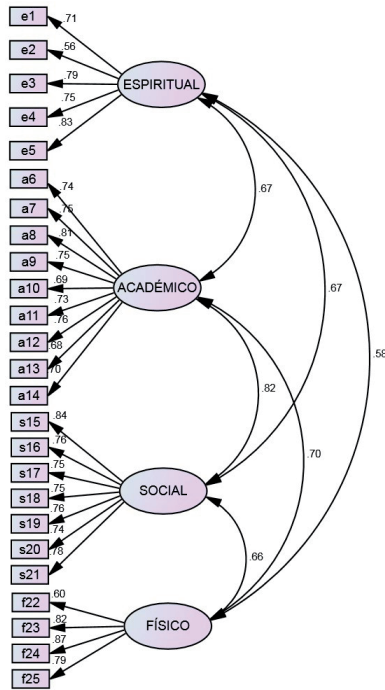 e1
.71
e2
.56
e3
.79
ESPIRITUAL
e4
.75
e5
.83
a6
.74
.67
a7
.75
a8
.81
a9
.75
a10
.69
ACADÉMICO
.67
a11
.73
a12
.76
.58
a13
.68
a14
.70
.82
s15
.84
s16
.76
.70
s17
.75
s18
.75
SOCIAL
s19
.76
s20
.74
s21
.78
.66
f22
.60
f23
.82
FÍSICO
f24
.87
f25
.79